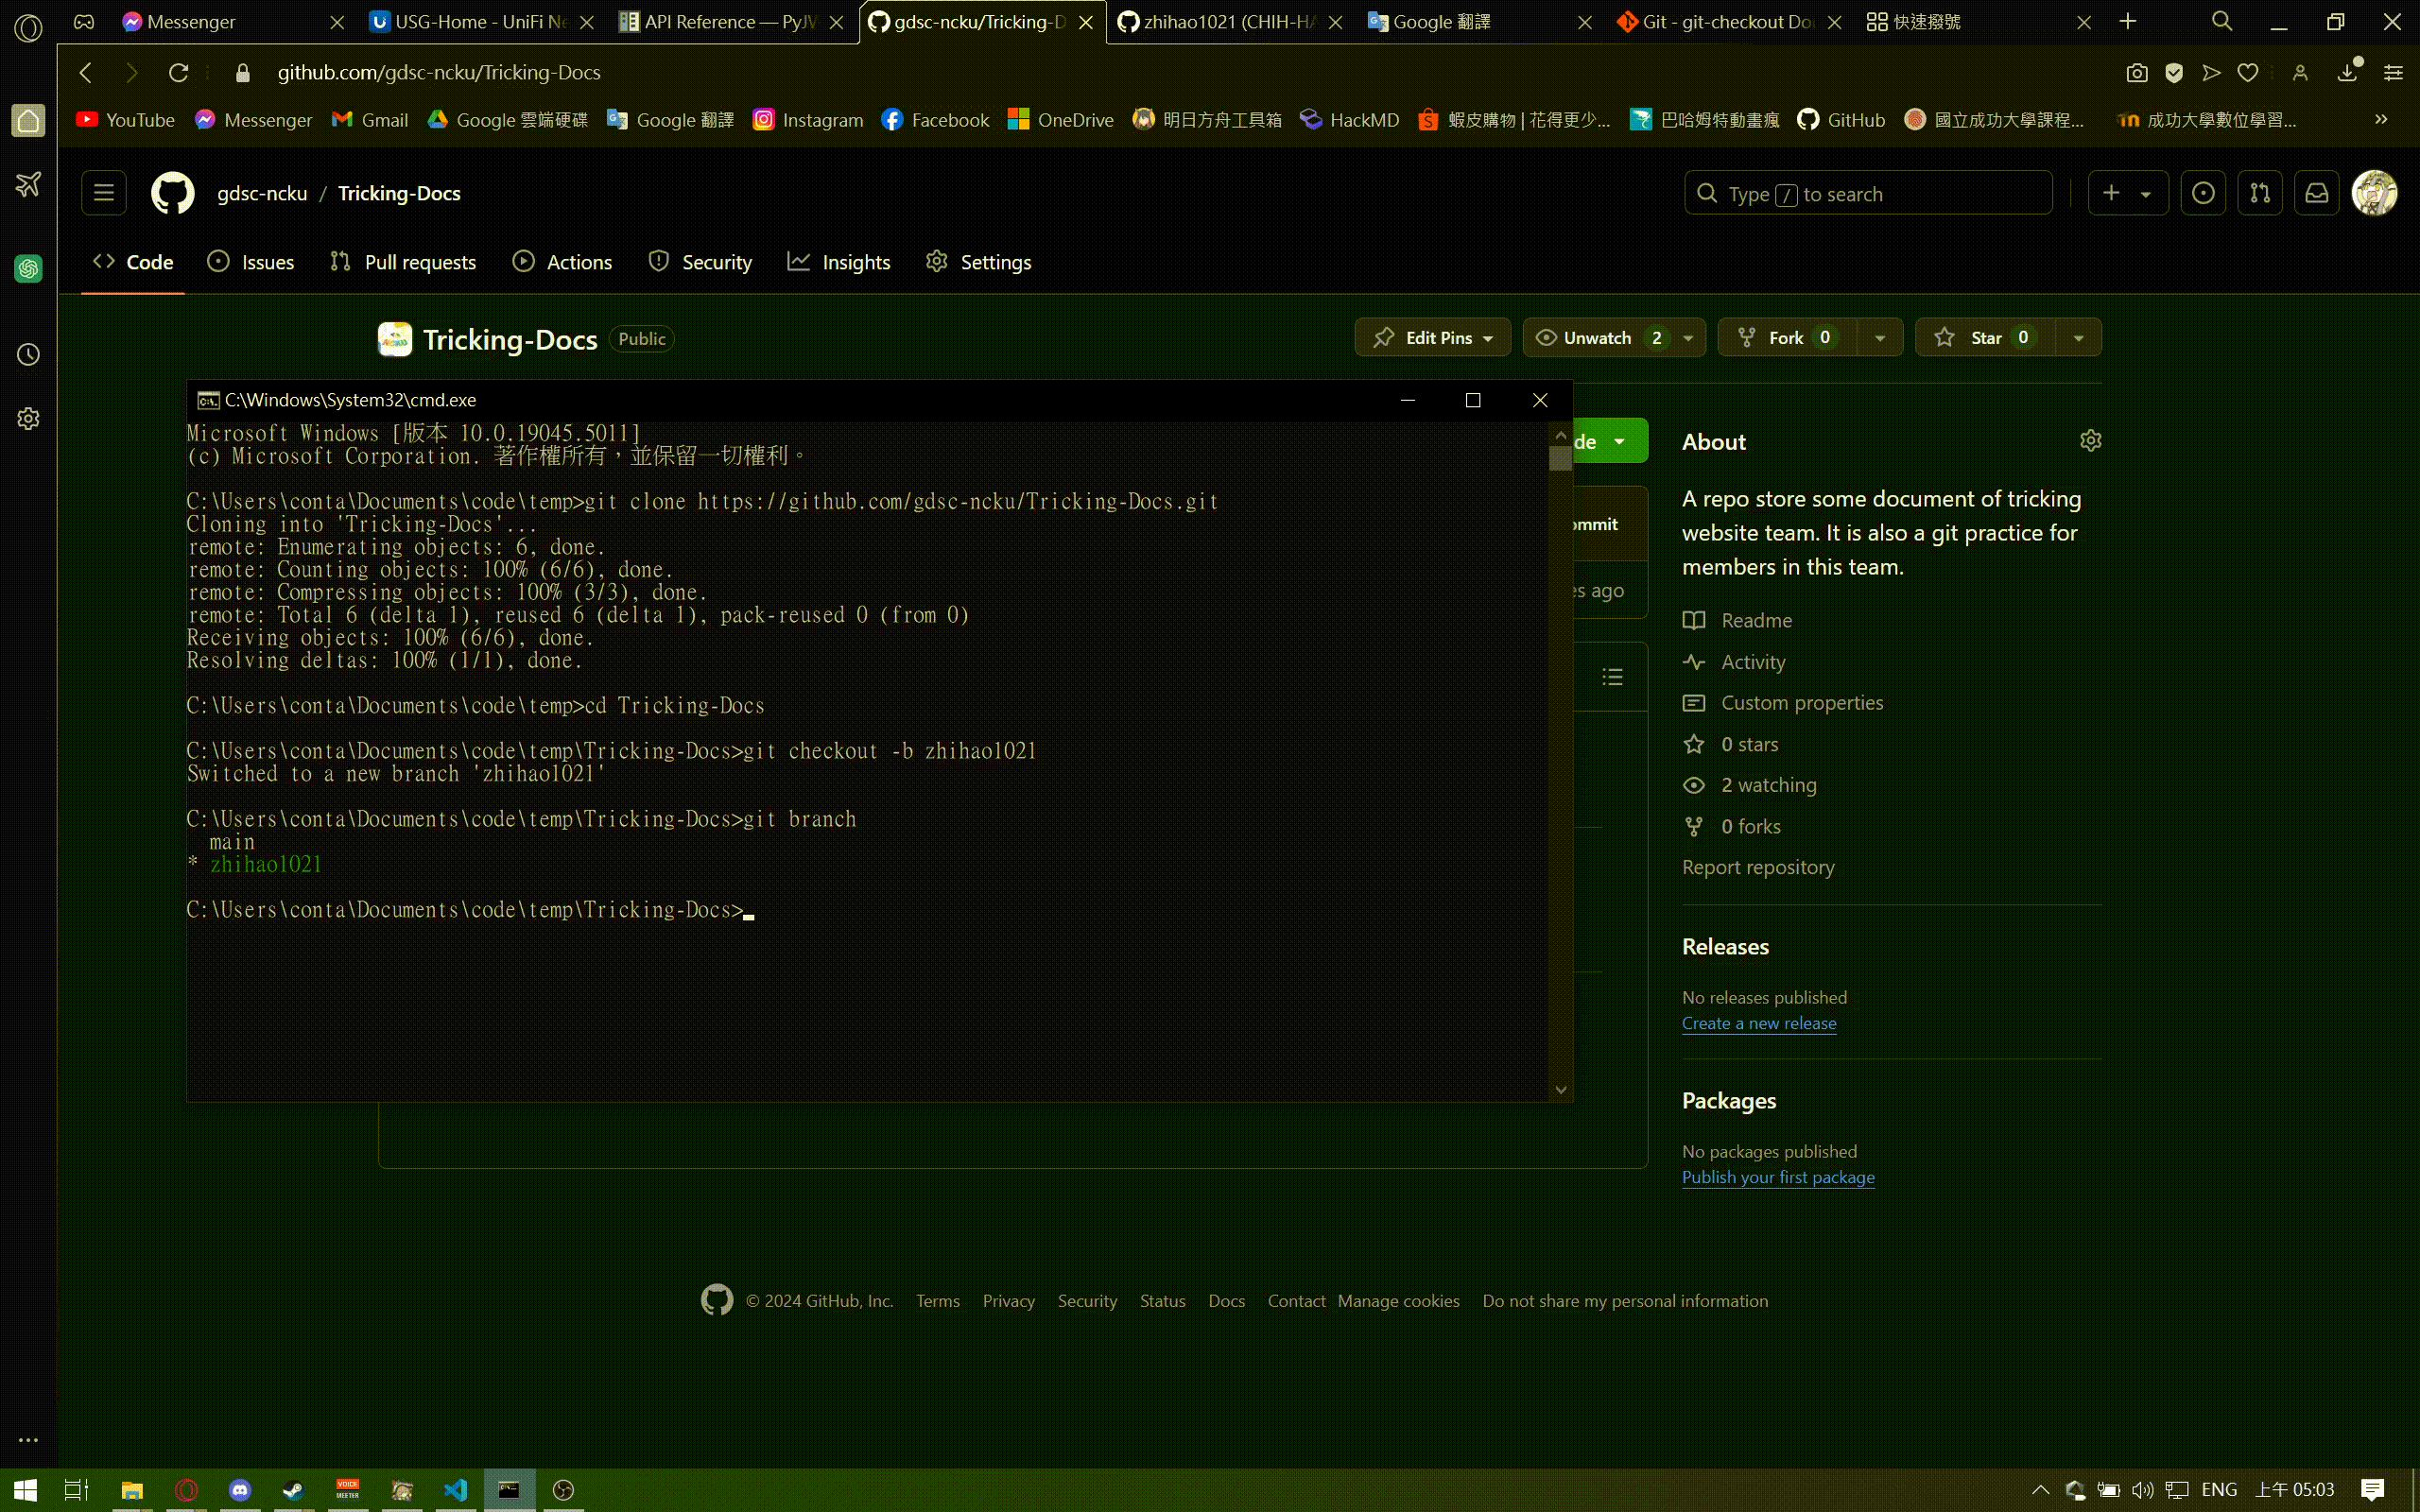 Messenger
USG-Home - UniFi Ne
API Reference — PyJW
gdsc-ncku/Tricking-D
zhihao1021 (CHIH-HA
Google 翻譯
Git - git-checkout Do
快速撥號
github.com/gdsc-ncku/Tricking-Docs
YouTube
Messenger
Gmail
Google 雲端硬碟
Google 翻譯
Instagram
Facebook
OneDrive
明日方舟工具箱
HackMD
蝦皮購物 | 花得更少...
巴哈姆特動畫瘋
GitHub
國立成功大學課程...
成功大學數位學習...
gdsc-ncku / Tricking-Docs
Type / to search
Code
Issues
Pull requests
Actions
Security
Insights
Settings
Tricking-Docs
Public
Edit Pins
Unwatch 2
Fork 0
Star 0
C:\Windows\System32\cmd.exe
Microsoft Windows [版本 10.0.19045.5011]
(c) Microsoft Corporation. 著作權所有，並保留一切權利。
C:\Users\conta\Documents\code\temp>git clone https://github.com/gdsc-ncku/Tricking-Docs.git
Cloning into 'Tricking-Docs'...
remote: Enumerating objects: 6, done.
remote: Counting objects: 100% (6/6), done.
remote: Compressing objects: 100% (3/3), done.
remote: Total 6 (delta 1), reused 6 (delta 1), pack-reused 0 (from 0)
Receiving objects: 100% (6/6), done.
Resolving deltas: 100% (1/1), done.
C:\Users\conta\Documents\code\temp>cd Tricking-Docs
C:\Users\conta\Documents\code\temp\Tricking-Docs>git checkout -b zhihao1021
Switched to a new branch 'zhihao1021'
C:\Users\conta\Documents\code\temp\Tricking-Docs>git branch
main
* zhihao1021
C:\Users\conta\Documents\code\temp\Tricking-Docs>
de
ommit
es ago
About
A repo store some document of tricking
website team. It is also a git practice for
members in this team.
Readme
Activity
Custom properties
0 stars
2 watching
0 forks
Report repository
Releases
No releases published
Create a new release
Packages
No packages published
Publish your first package
© 2024 GitHub, Inc.
Terms
Privacy
Security
Status
Docs
Contact
Manage cookies
Do not share my personal information
VOICE
MEETER
ENG
上午 05:03